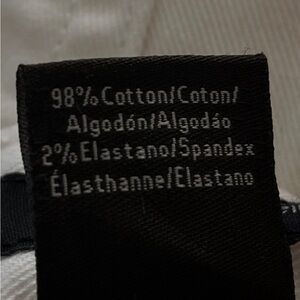 98% Cotton/Coton/
Algodón/Algodão
2% Elastano/Spandex
Élasthanne/Elastano